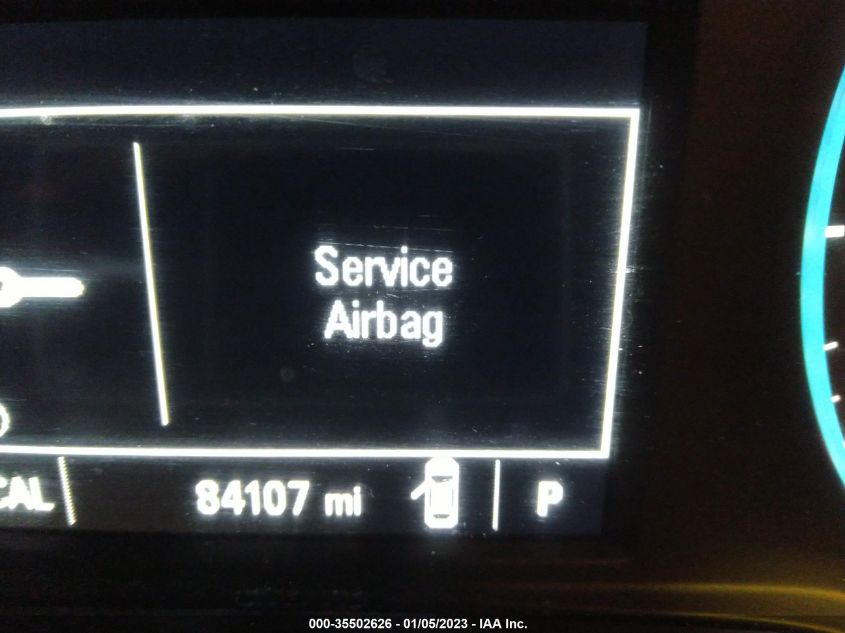 Service
Airbag
CAL
84107 mi
P
000-35502626 - 01/05/2023 - IAA Inc.